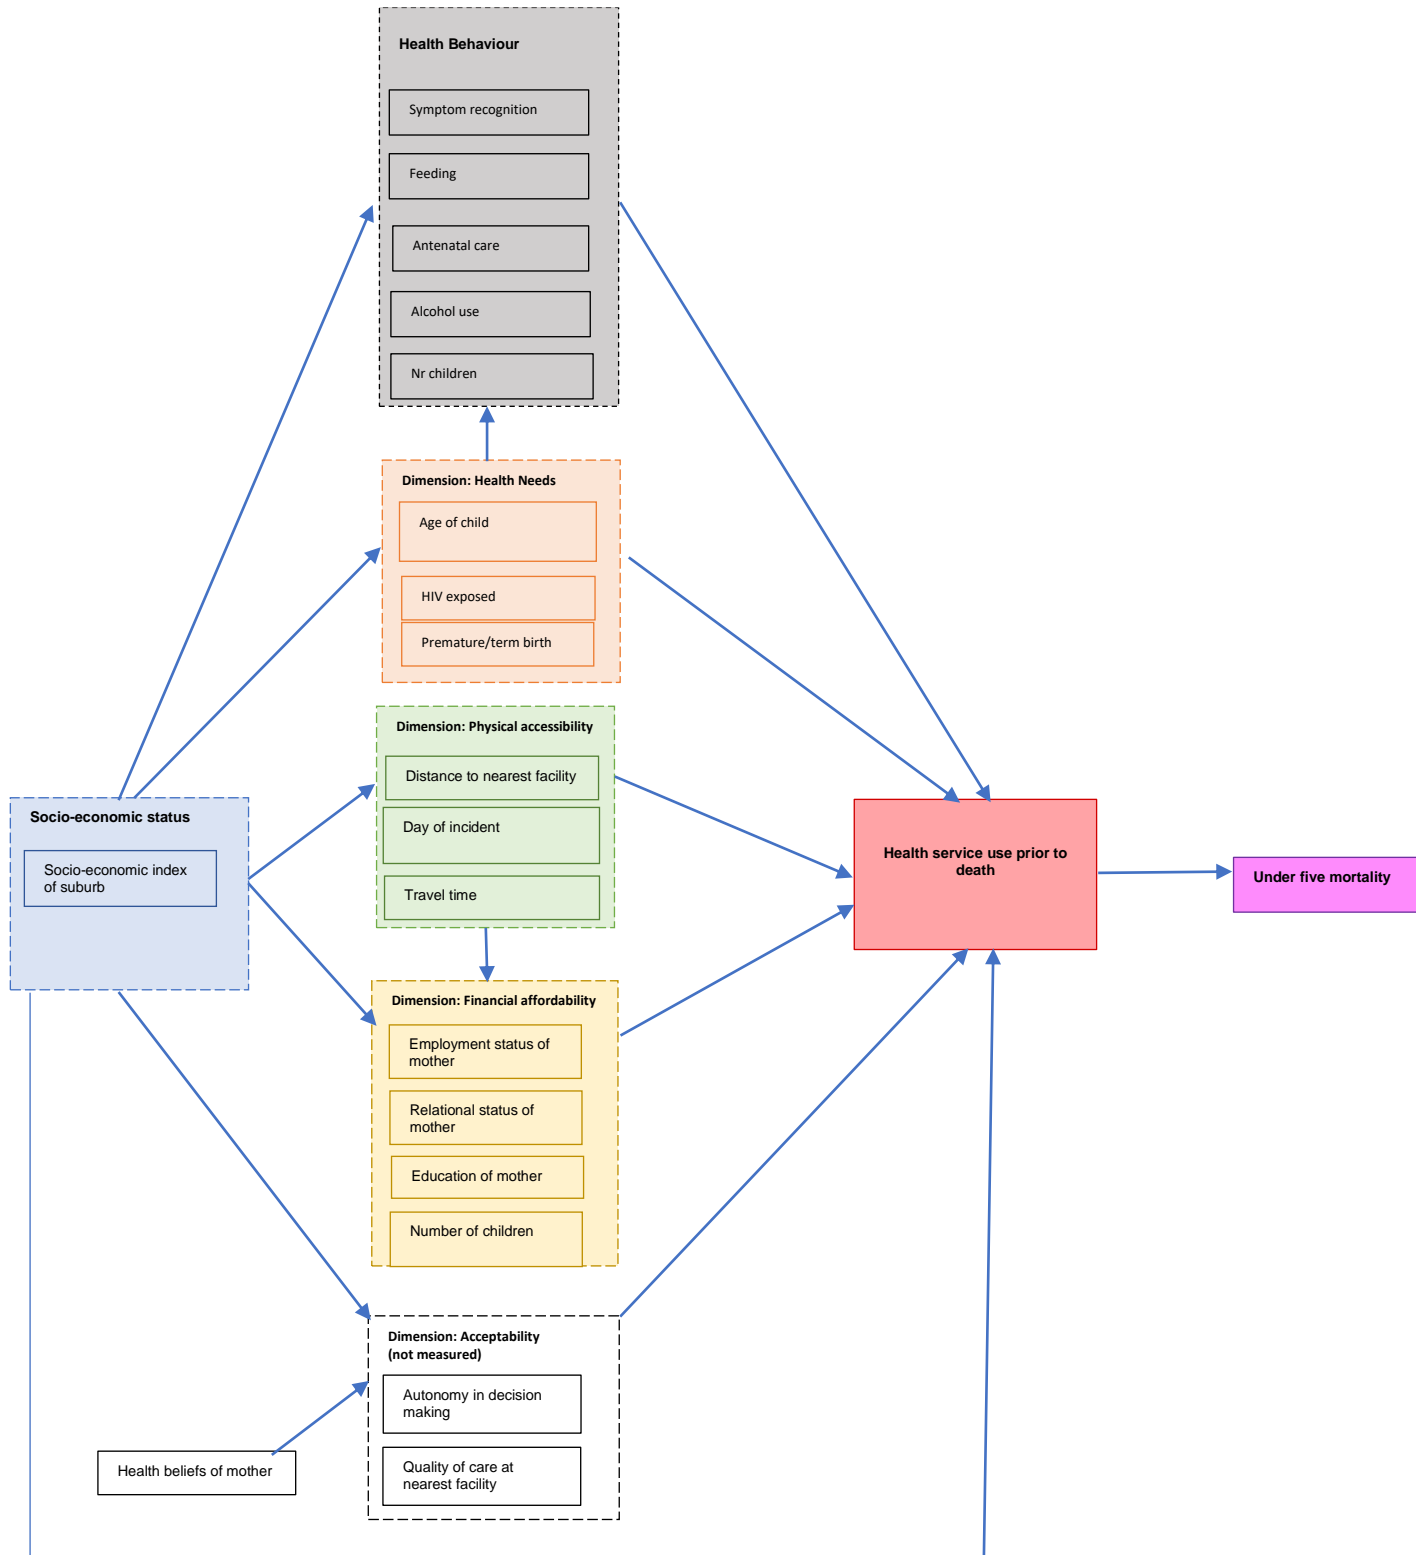 Health Behaviour
Symptom recognition
Feeding
Antenatal care
Alcohol use
Nr children
Dimension: Health Needs
Age of child
HIV exposed
Premature/term birth
Dimension: Physical accessibility
Distance to nearest facility
Day of incident
Travel time
Socio-economic status
Socio-economic index
of suburb
Health service use prior to
death
Under five mortality
Dimension: Financial affordability
Employment status of
mother
Relational status of
mother
Education of mother
Number of children
Dimension: Acceptability
(not measured)
Autonomy in decision
making
Quality of care at
nearest facility
Health beliefs of mother